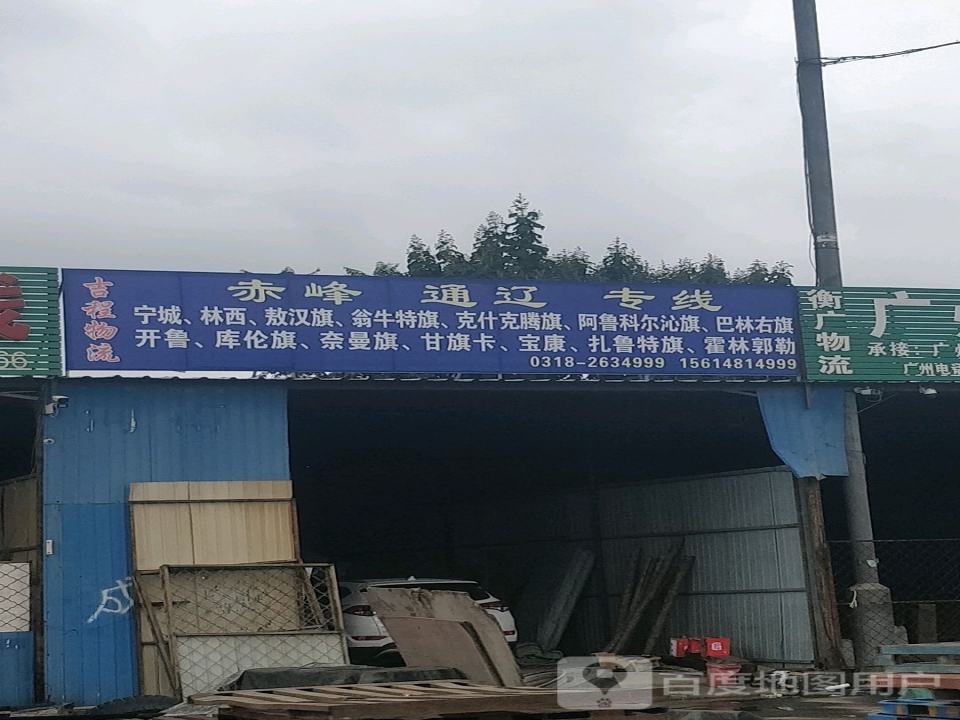 发
66
吉程物流
赤峰 通辽 专线
宁城、林西、敖汉旗、翁牛特旗、克什克腾旗、阿鲁科尔沁旗、巴林右旗
开鲁、库伦旗、奈曼旗、甘旗卡、宝康、扎鲁特旗、霍林郭勒
0318-2634999 15614814999
衡广物流
广
承接：广
广州电话
成
百度地图用户